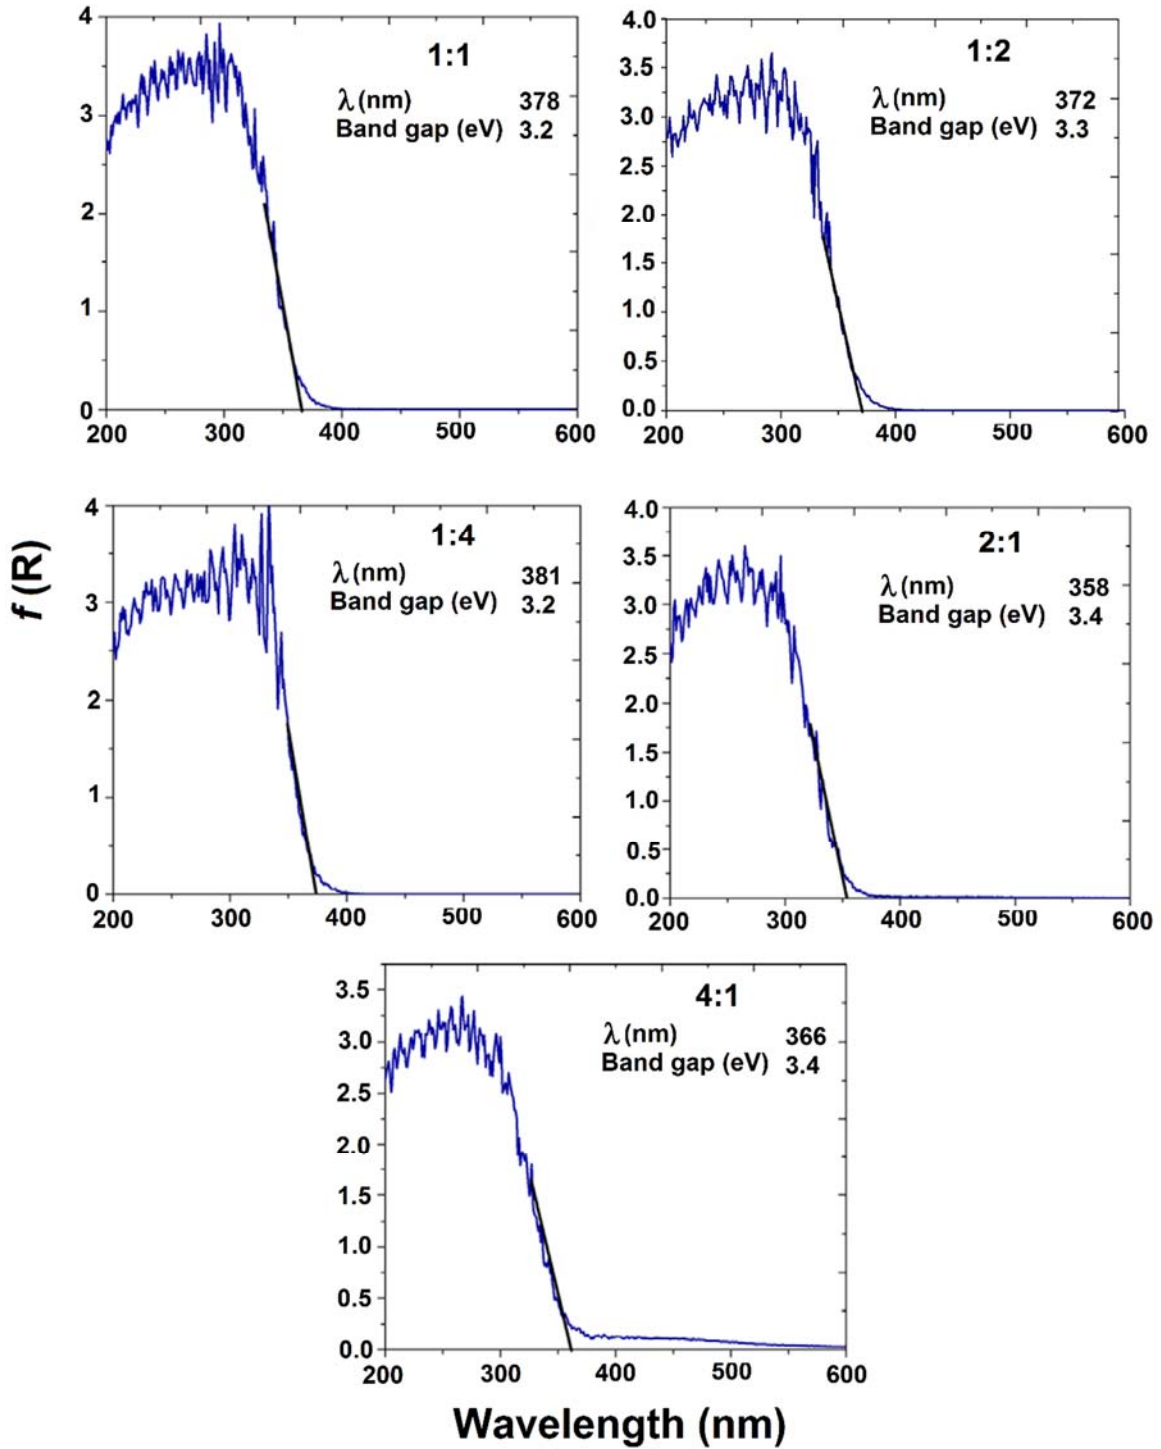 f (R)
4
3
2
1
0
200 300 400 500 600
1:1
λ (nm) 378
Band gap (eV) 3.2
4.0
3.5
3.0
2.5
2.0
1.5
1.0
0.5
0.0
200 300 400 500 600
1:2
λ (nm) 372
Band gap (eV) 3.3
4
3
2
1
0
200 300 400 500 600
1:4
λ (nm) 381
Band gap (eV) 3.2
4.0
3.5
3.0
2.5
2.0
1.5
1.0
0.5
0.0
200 300 400 500 600
2:1
λ (nm) 358
Band gap (eV) 3.4
3.5
3.0
2.5
2.0
1.5
1.0
0.5
0.0
200 300 400 500 600
4:1
λ (nm) 366
Band gap (eV) 3.4
Wavelength (nm)